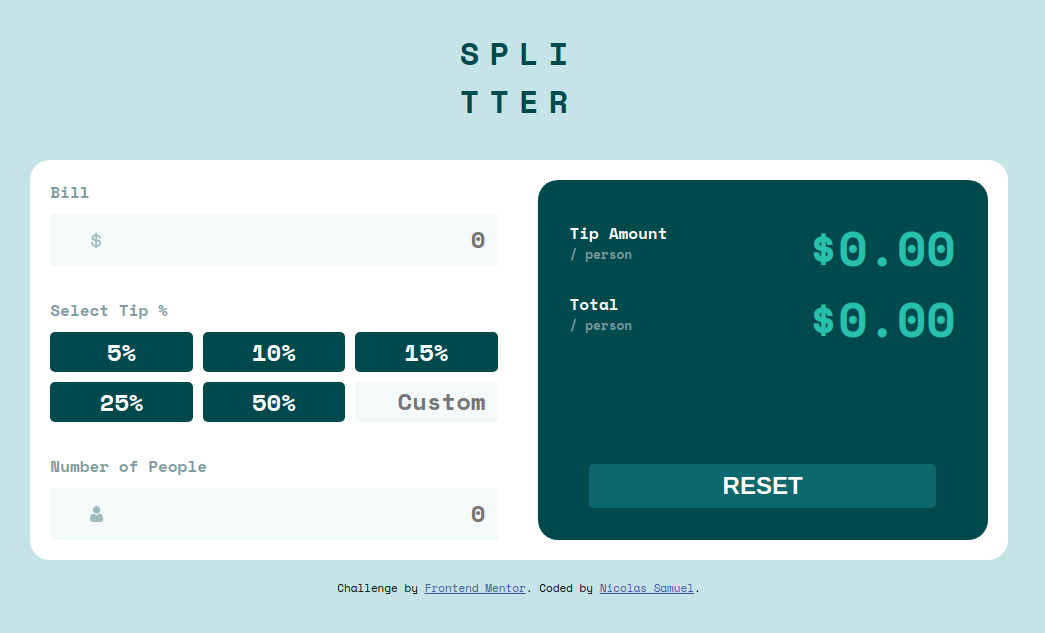 SPLI
TTER
Bill
$ 0
Select Tip %
5% 10% 15%
25% 50% Custom
Number of People
0
Tip Amount
/ person
$0.00
Total
/ person
$0.00
RESET
Challenge by Frontend Mentor. Coded by Nicolas Samuel.